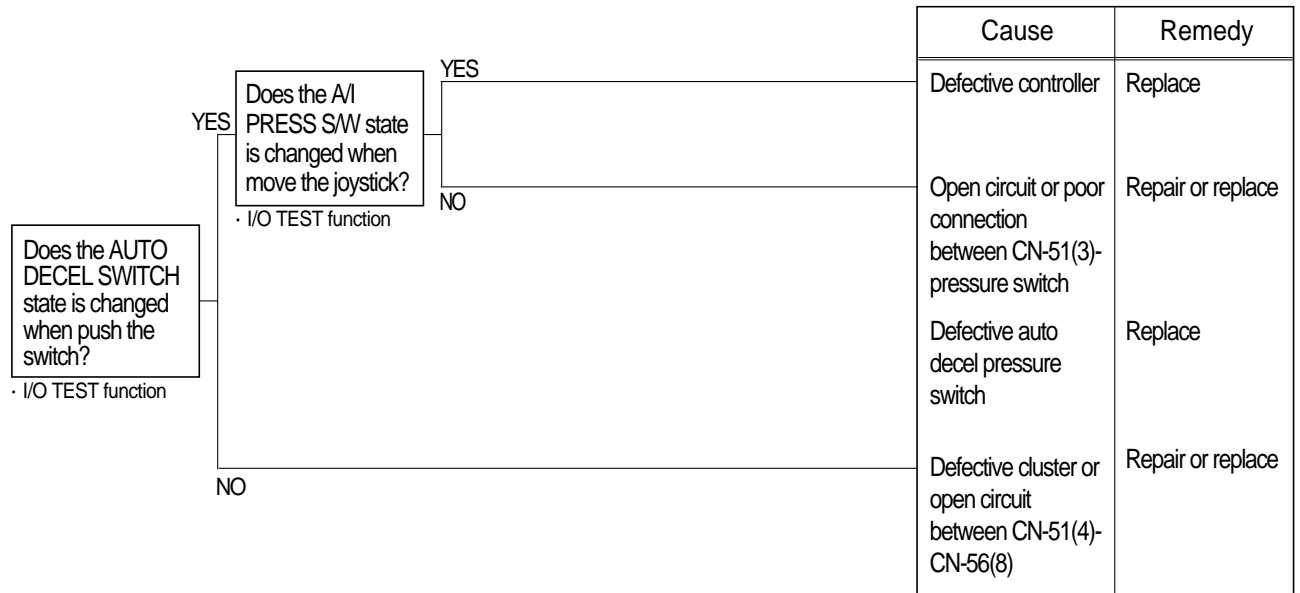 Cause
Remedy
YES
Does the A/I
PRESS S/W state
is changed when
move the joystick?
· I/O TEST function
YES
Defective controller
Replace
NO
Open circuit or poor
connection
between CN-51(3)-
pressure switch
Repair or replace
Does the AUTO
DECEL SWITCH
state is changed
when push the
switch?
· I/O TEST function
Defective auto
decel pressure
switch
Replace
NO
Defective cluster or
open circuit
between CN-51(4)-
CN-56(8)
Repair or replace